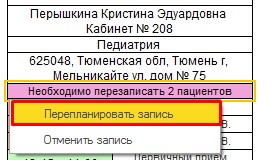 Перышкина Кристина Эдуардовна
Кабинет № 208
Педиатрия
625048, Тюменская обл, Тюмень г,
Мельникайте ул, дом № 75
Необходимо перезаписать 2 пациентов
Перепланировать запись
В.
Отменить запись
В.
Первичный прием